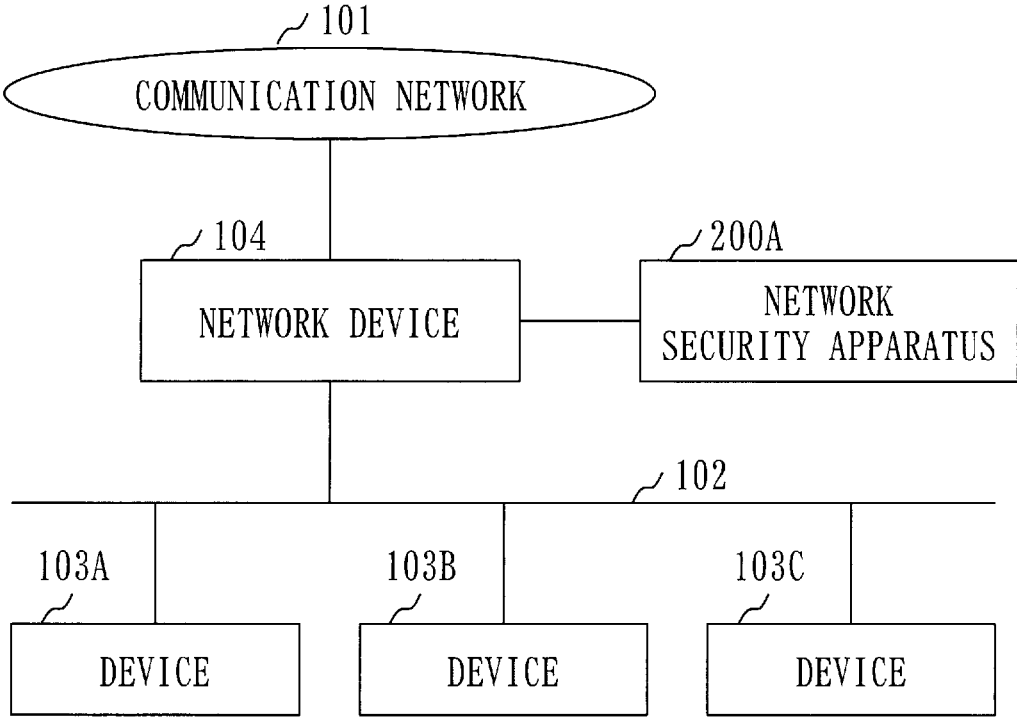 101
COMMUNICATION NETWORK
104
200A
NETWORK DEVICE
NETWORK
SECURITY APPARATUS
102
103A
103B
103C
DEVICE
DEVICE
DEVICE